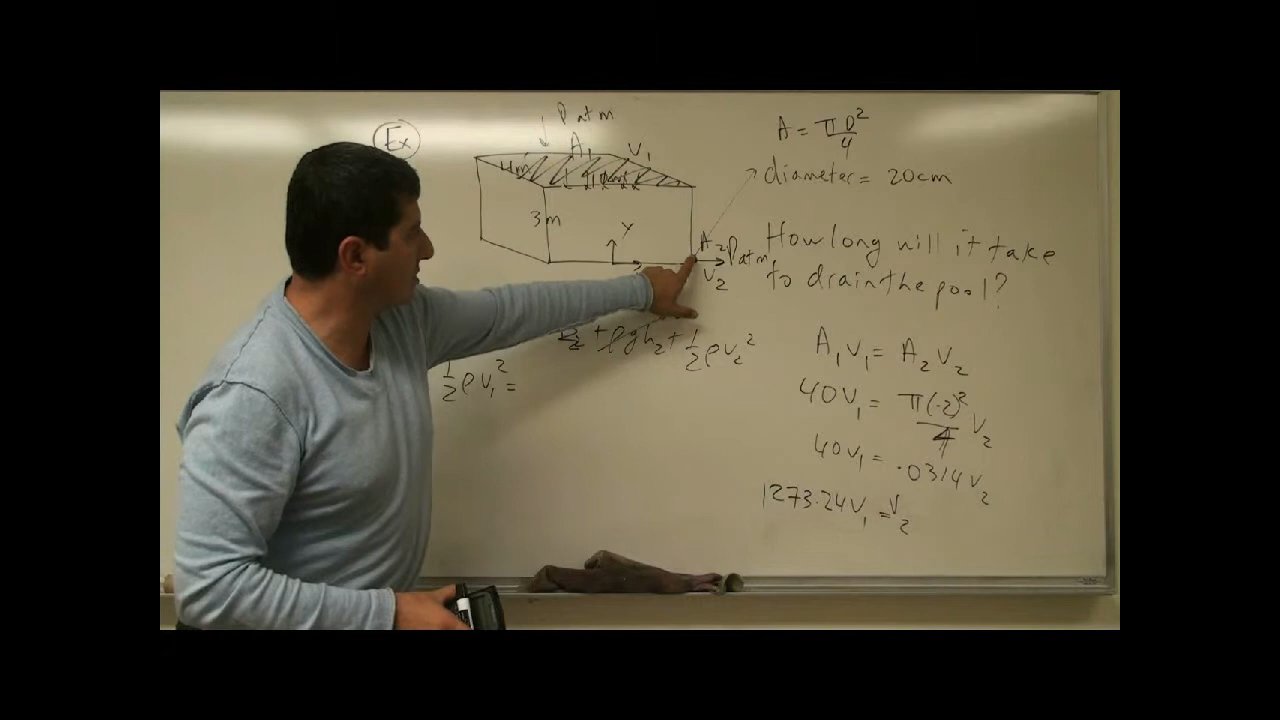 Ex
Patm
A₁
V₁
4m
3m
Y
A₂
Patm
V₂
A = πD²/4
diameter = 20cm
How long will it take
to drain the pool?
P₂ + ρgh₂ + ½ρv₂²
½ρv₁² =
A₁v₁ = A₂v₂
40v₁ = π(.2)²/4 v₂
40v₁ = .0314v₂
1273.24v₁ = v₂